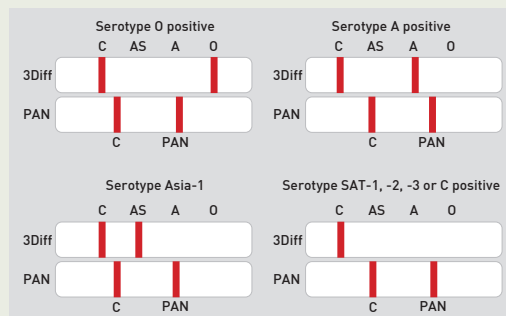 Serotype O positive
C AS A O
3Diff
PAN
C PAN
Serotype A positive
C AS A O
3Diff
PAN
C PAN
Serotype Asia-1
C AS A O
3Diff
PAN
C PAN
Serotype SAT-1, -2, -3 or C positive
C AS A O
3Diff
PAN
C PAN